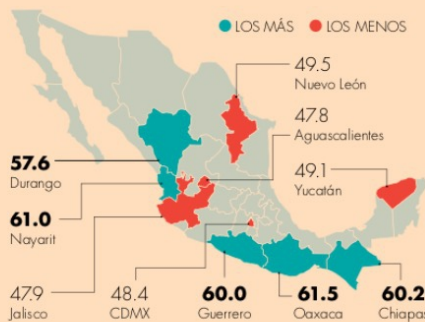 LOS MÁS LOS MENOS
49.5
Nuevo León
47.8
Aguascalientes
57.6
Durango
49.1
Yucatán
61.0
Nayarit
47.9
Jalisco
48.4
CDMX
60.0
Guerrero
61.5
Oaxaca
60.2
Chiapas